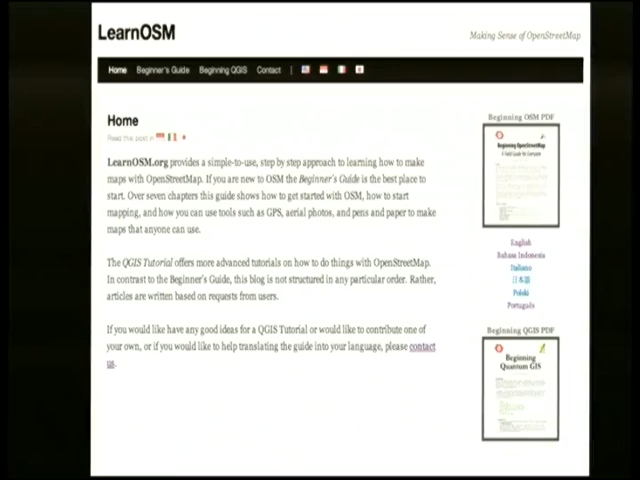 LearnOSM
Making Sense of OpenStreetMap
Home Beginner's Guide Beginning QGIS Contact |
Home
Read this post in
LearnOSM.org provides a simple-to-use, step by step approach to learning how to make
maps with OpenStreetMap. If you are new to OSM the Beginner's Guide is the best place to
start. Over seven chapters this guide shows how to get started with OSM, how to start
mapping, and how you can use tools such as GPS, aerial photos, and pens and paper to make
maps that anyone can use.
The QGIS Tutorial offers more advanced tutorials on how to do things with OpenStreetMap.
In contrast to the Beginner's Guide, this blog is not structured in any particular order. Rather,
articles are written based on requests from users.
If you would like have any good ideas for a QGIS Tutorial or would like to contribute one of
your own, or if you would like to help translating the guide into your language, please contact
us.
Beginning OSM PDF
Beginning OpenStreetMap
English
Bahasa Indonesia
Italiano
日本語
Polski
Português
Beginning QGIS PDF
Beginning
Quantum GIS